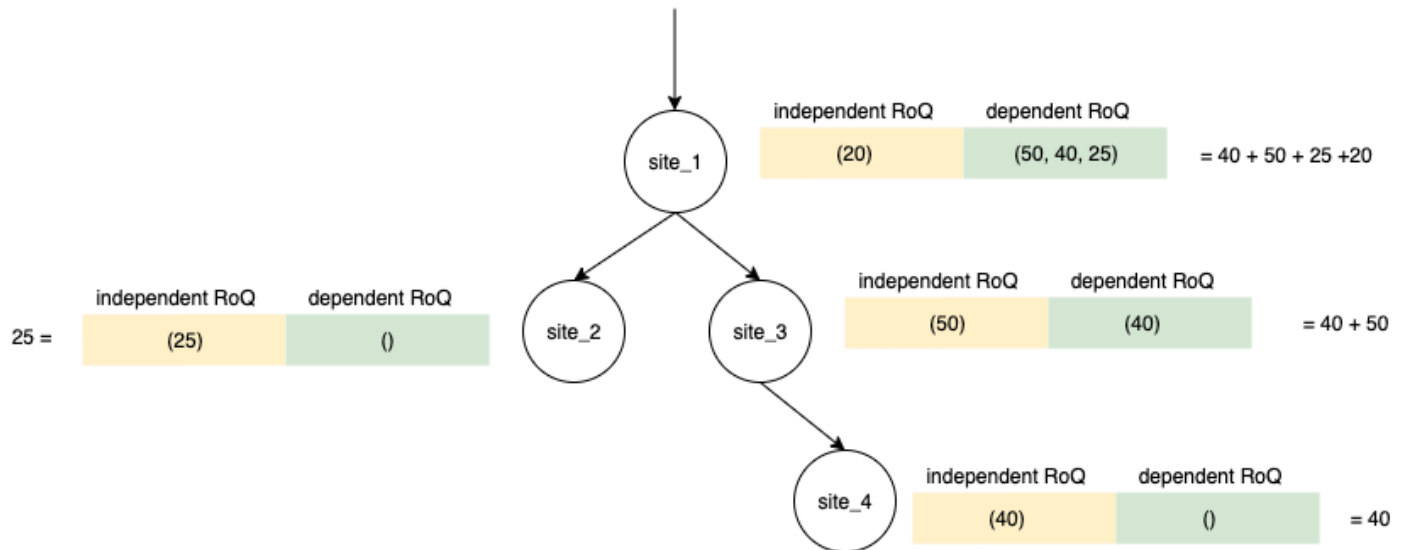 independent RoQ dependent RoQ
site_1 (20) (50, 40, 25) = 40 + 50 + 25 +20
independent RoQ dependent RoQ
25 = (25) () site_2
independent RoQ dependent RoQ
site_3 (50) (40) = 40 + 50
independent RoQ dependent RoQ
site_4 (40) () = 40